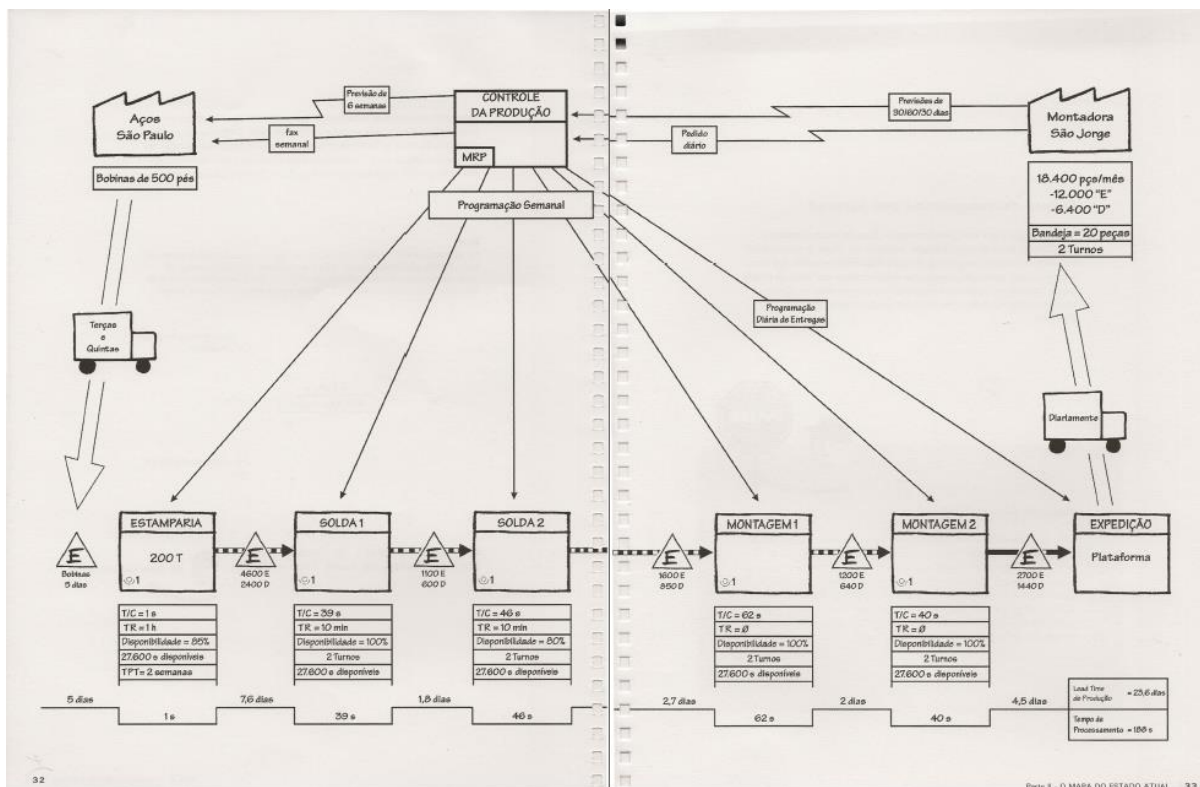 Aços
São Paulo
Bobinas de 500 pés
Previsão de
6 semanas
fax
semanal
CONTROLE
DA PRODUÇÃO
MRP
Programação Semanal
Previsões de
90/60/30 dias
Pedido
diário
Montadora
São Jorge
18.400 pçs/mês
-12.000 "E"
-6.400 "D"
Bandeja = 20 peças
2 Turnos
Terças
e
Quintas
Programação
Diária de Entregas
Diariamente
E
Bobinas
5 dias
ESTAMPARIA
200 T
1
T/C = 1 s
TR = 1 h
Disponibilidade = 85%
27.600 s disponíveis
TPT = 2 semanas
E
4600 E
2400 D
SOLDA 1
1
T/C = 39 s
TR = 10 min
Disponibilidade = 100%
2 Turnos
27.600 s disponíveis
E
1100 E
600 D
SOLDA 2
1
T/C = 46 s
TR = 10 min
Disponibilidade = 80%
2 Turnos
27.600 s disponíveis
E
1600 E
850 D
MONTAGEM 1
1
T/C = 62 s
TR = Ø
Disponibilidade = 100%
2 Turnos
27.600 s disponíveis
E
1200 E
640 D
MONTAGEM 2
1
T/C = 40 s
TR = Ø
Disponibilidade = 100%
2 Turnos
27.600 s disponíveis
E
2700 E
1440 D
EXPEDIÇÃO
Plataforma
5 dias
1 s
7,6 dias
39 s
1,8 dias
46 s
2,7 dias
62 s
2 dias
40 s
4,5 dias
Lead Time
de Produção = 23,6 dias
Tempo de
Processamento = 188 s
32
Parte I - O MAPA DO ESTADO ATUAL 33